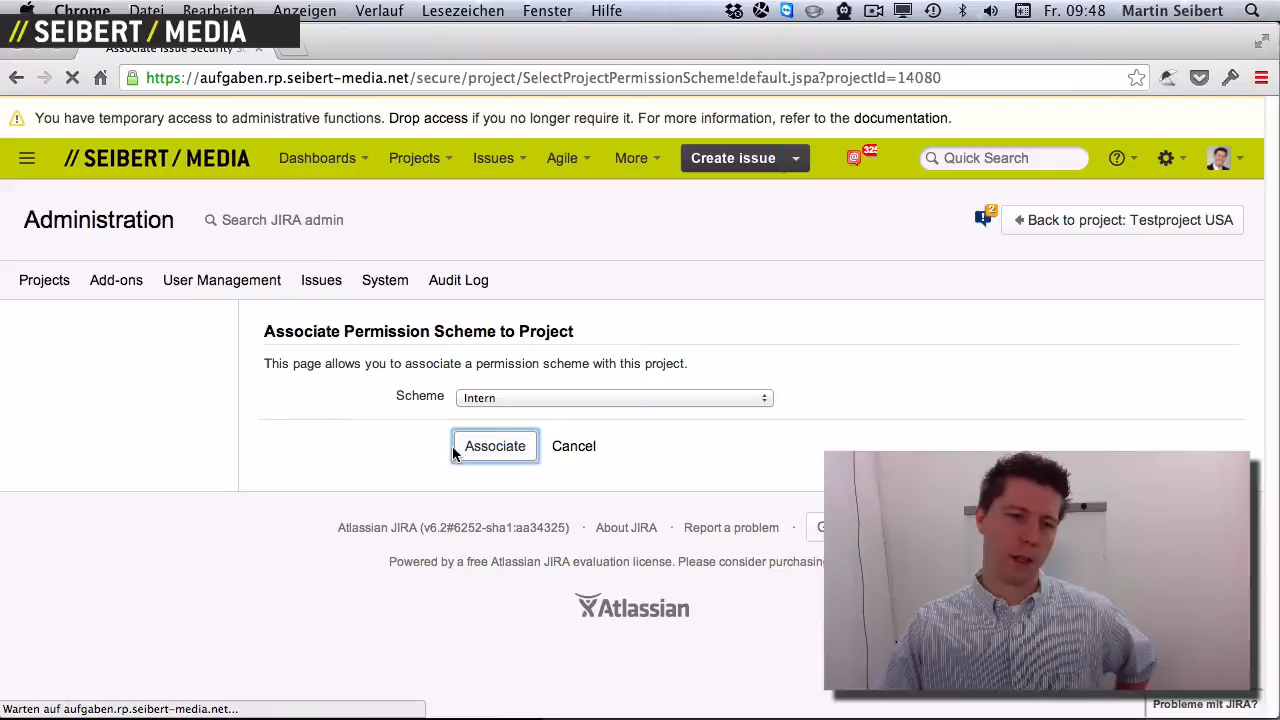 Chrome Datei Bearbeiten Anzeigen Verlauf Lesezeichen Fenster Hilfe Fr. 09:48 Martin Seibert
// SEIBERT / MEDIA
Associate Issue Security
https://aufgaben.rp.seibert-media.net/secure/project/SelectProjectPermissionScheme!default.jspa?projectId=14080
You have temporary access to administrative functions. Drop access if you no longer require it. For more information, refer to the documentation.
// SEIBERT / MEDIA Dashboards Projects Issues Agile More Create issue Quick Search
Administration Search JIRA admin 2 Back to project: Testproject USA
Projects Add-ons User Management Issues System Audit Log
Associate Permission Scheme to Project
This page allows you to associate a permission scheme with this project.
Scheme Intern
Associate Cancel
Atlassian JIRA (v6.2#6252-sha1:aa34325) · About JIRA · Report a problem ·
Powered by a free Atlassian JIRA evaluation license. Please consider purchasing
Atlassian
Warten auf aufgaben.rp.seibert-media.net...
Probleme mit JIRA?